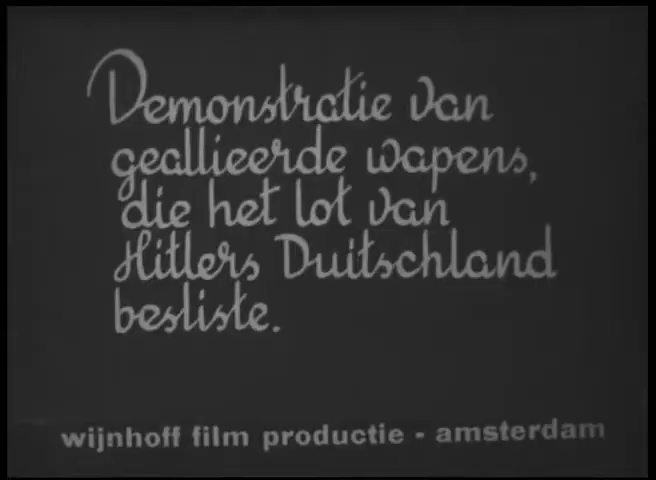 Demonstratie van
geallieerde wapens,
die het lot van
Hitlers Duitschland
besliste.
wijnhoff film productie - amsterdam